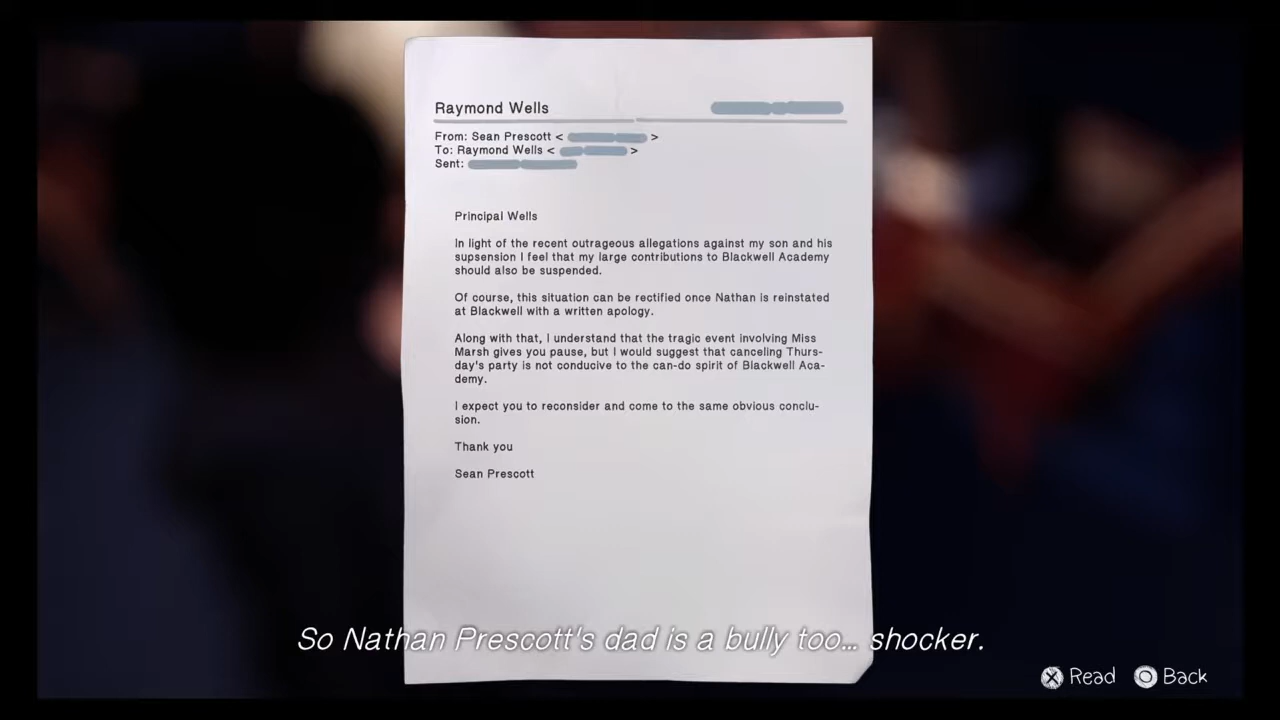 Raymond Wells
From: Sean Prescott < >
To: Raymond Wells < >
Sent:
Principal Wells
In light of the recent outrageous allegations against my son and his
supsension I feel that my large contributions to Blackwell Academy
should also be suspended.
Of course, this situation can be rectified once Nathan is reinstated
at Blackwell with a written apology.
Along with that, I understand that the tragic event involving Miss
Marsh gives you pause, but I would suggest that canceling Thurs-
day's party is not conducive to the can-do spirit of Blackwell Aca-
demy.
I expect you to reconsider and come to the same obvious conclu-
sion.
Thank you
Sean Prescott
So Nathan Prescott's dad is a bully too... shocker.
Read Back